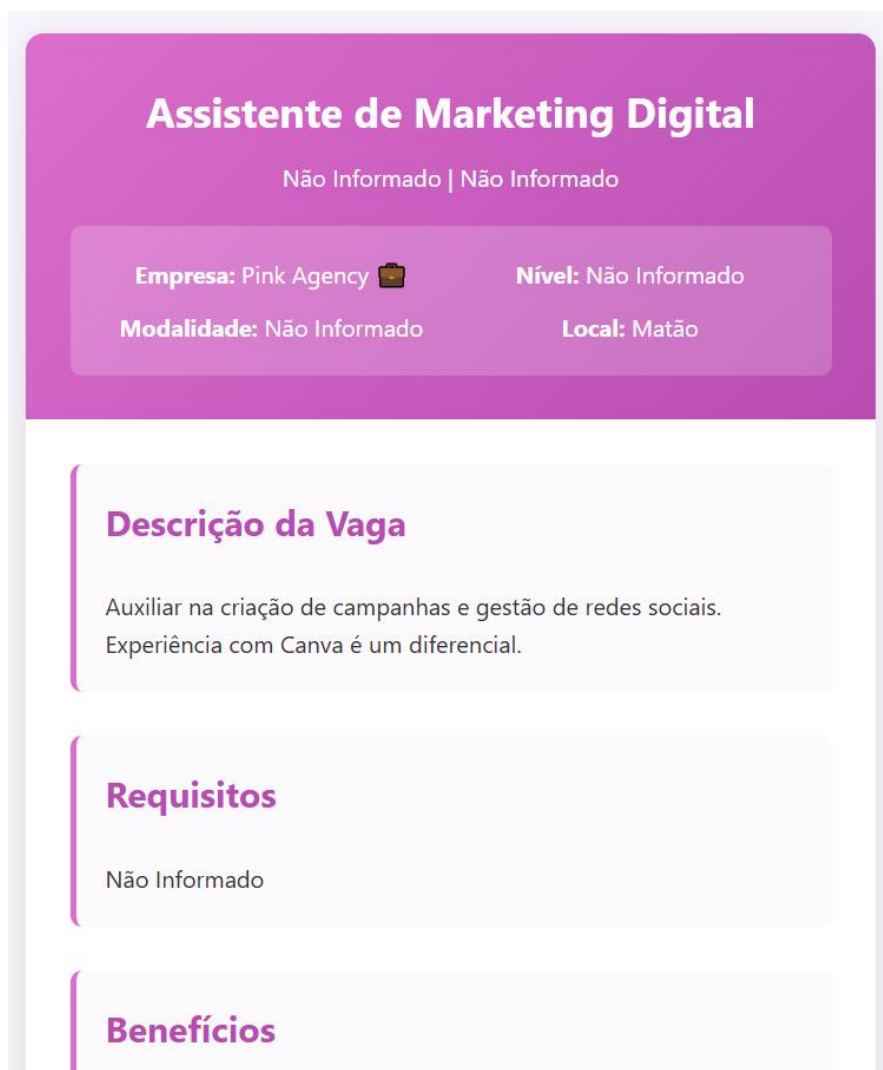 Assistente de Marketing Digital
Não Informado | Não Informado
Empresa: Pink Agency 💼
Nível: Não Informado
Modalidade: Não Informado
Local: Matão
Descrição da Vaga
Auxiliar na criação de campanhas e gestão de redes sociais.
Experiência com Canva é um diferencial.
Requisitos
Não Informado
Benefícios